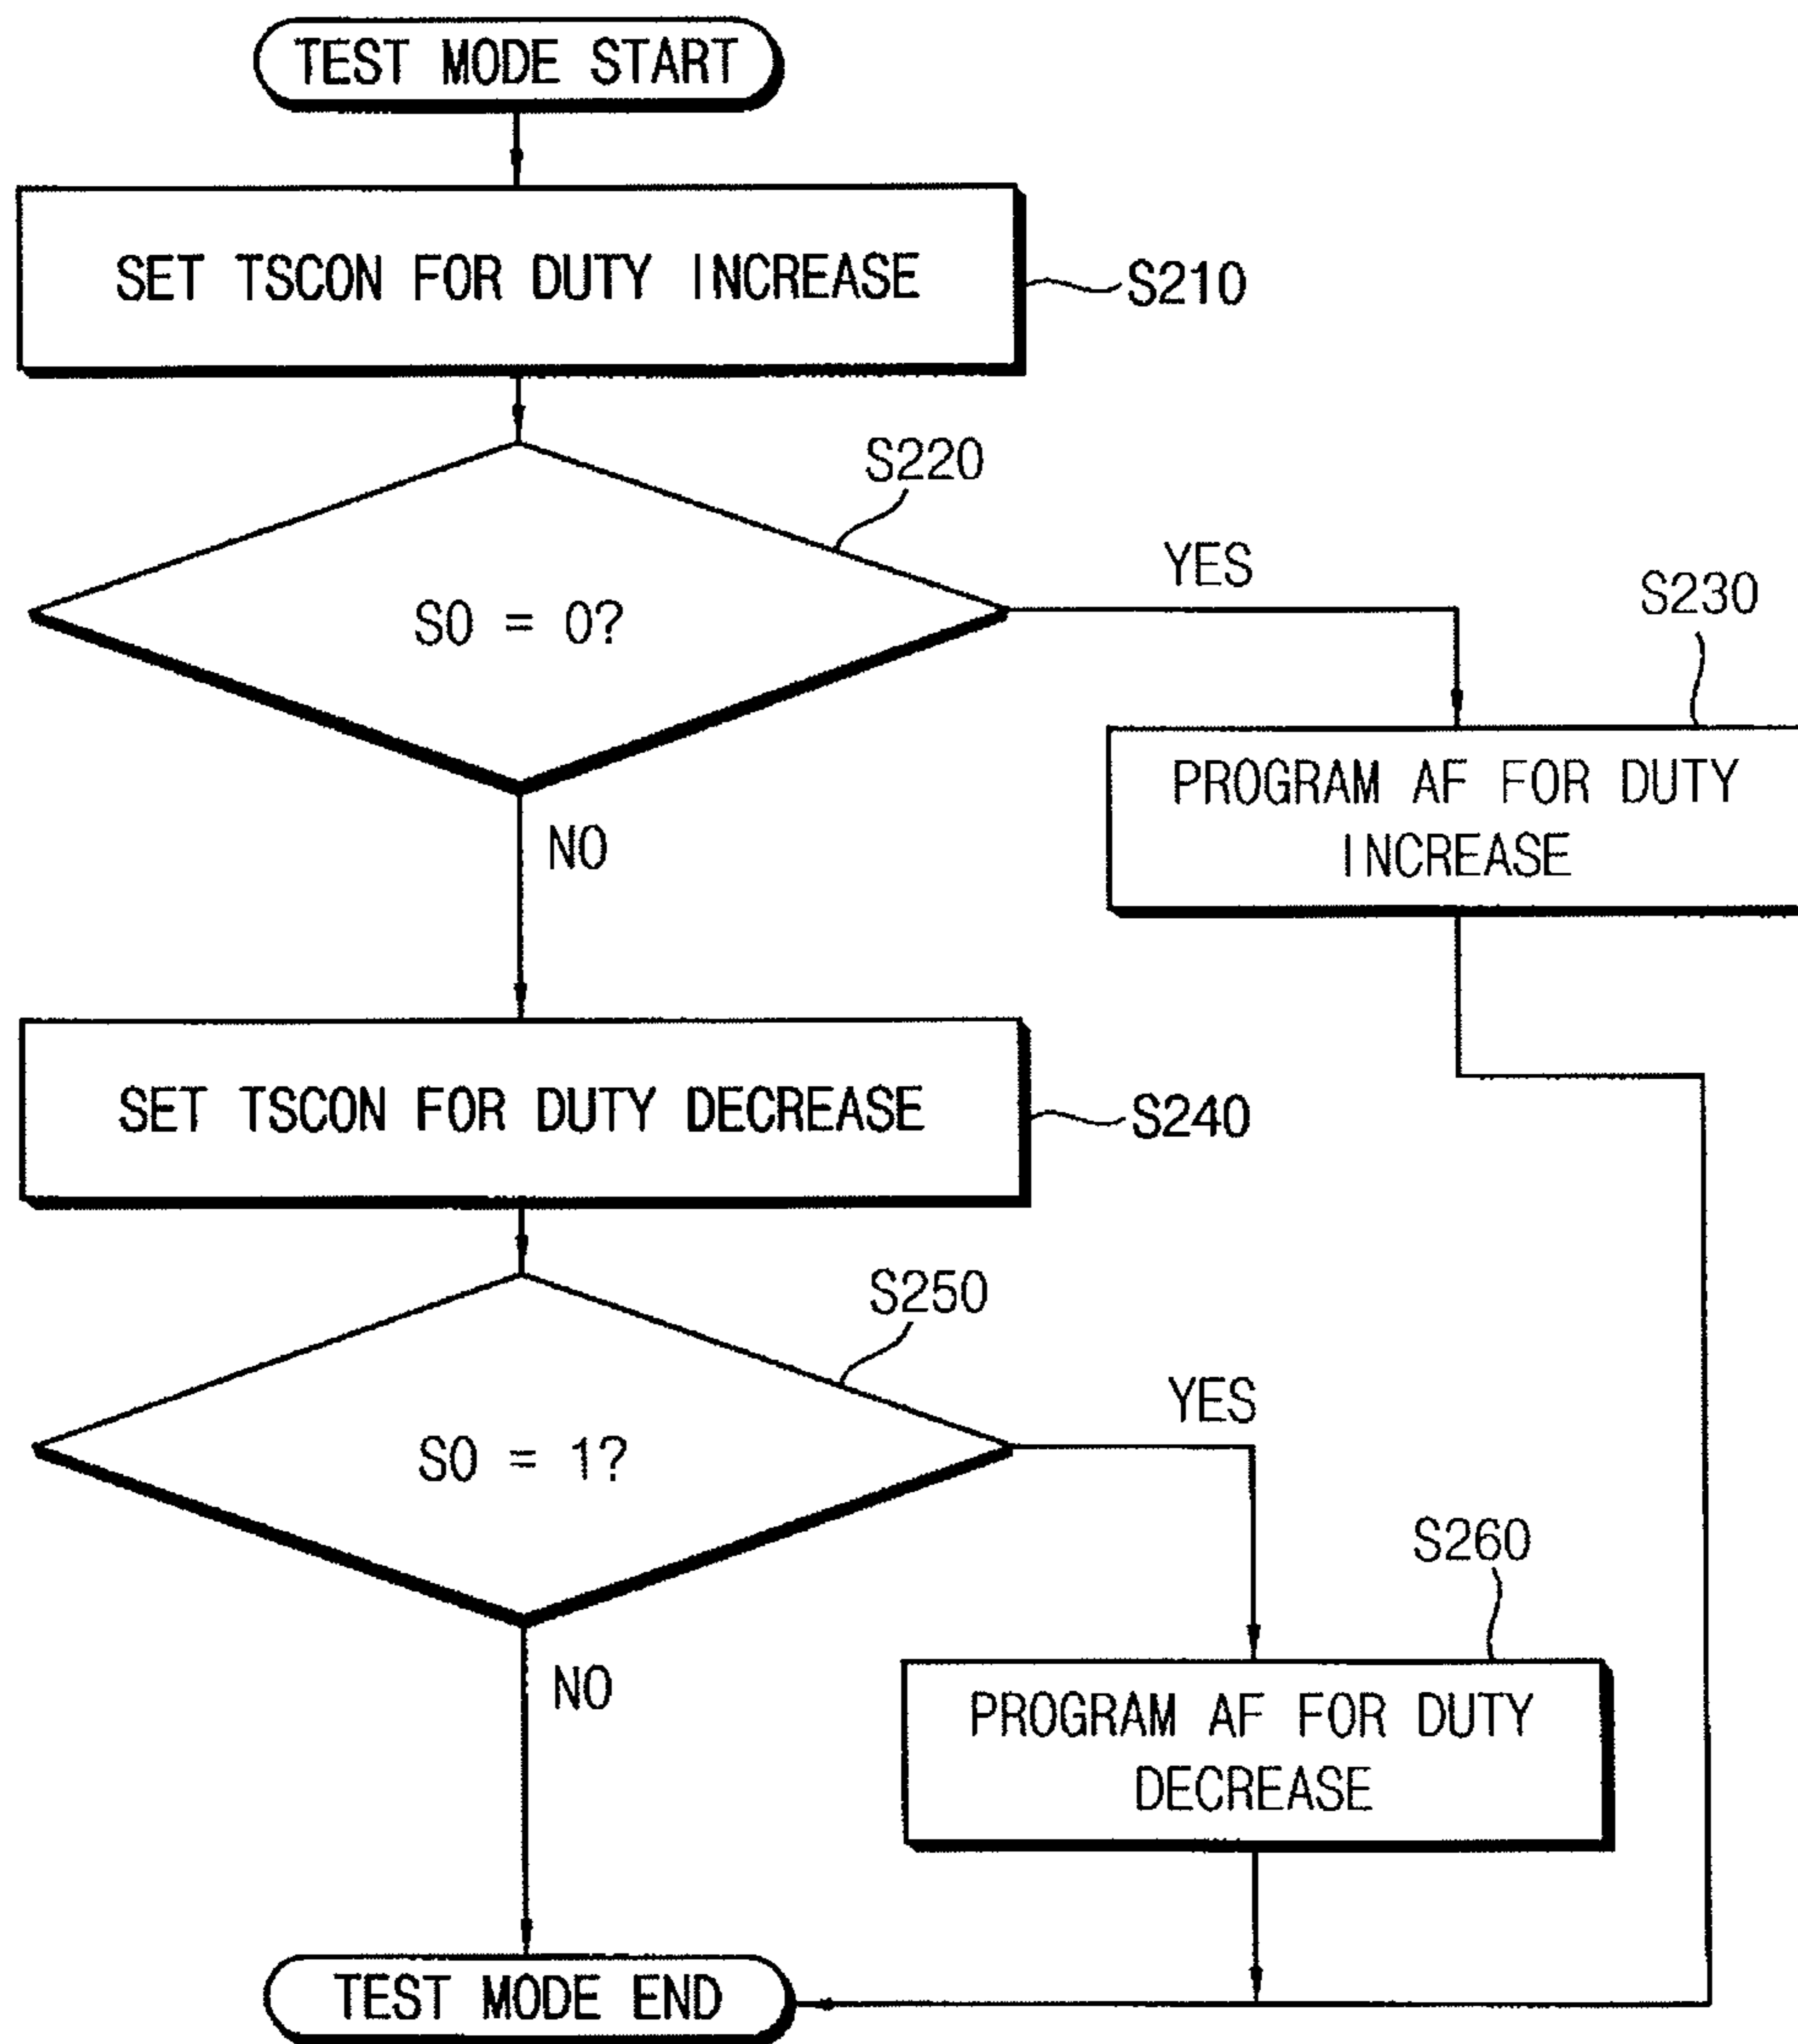 TEST MODE START
SET TSCON FOR DUTY INCREASE
S210
S220
SO = 0?
YES
S230
PROGRAM AF FOR DUTY
INCREASE
NO
SET TSCON FOR DUTY DECREASE
S240
S250
SO = 1?
YES
S260
PROGRAM AF FOR DUTY
DECREASE
NO
TEST MODE END